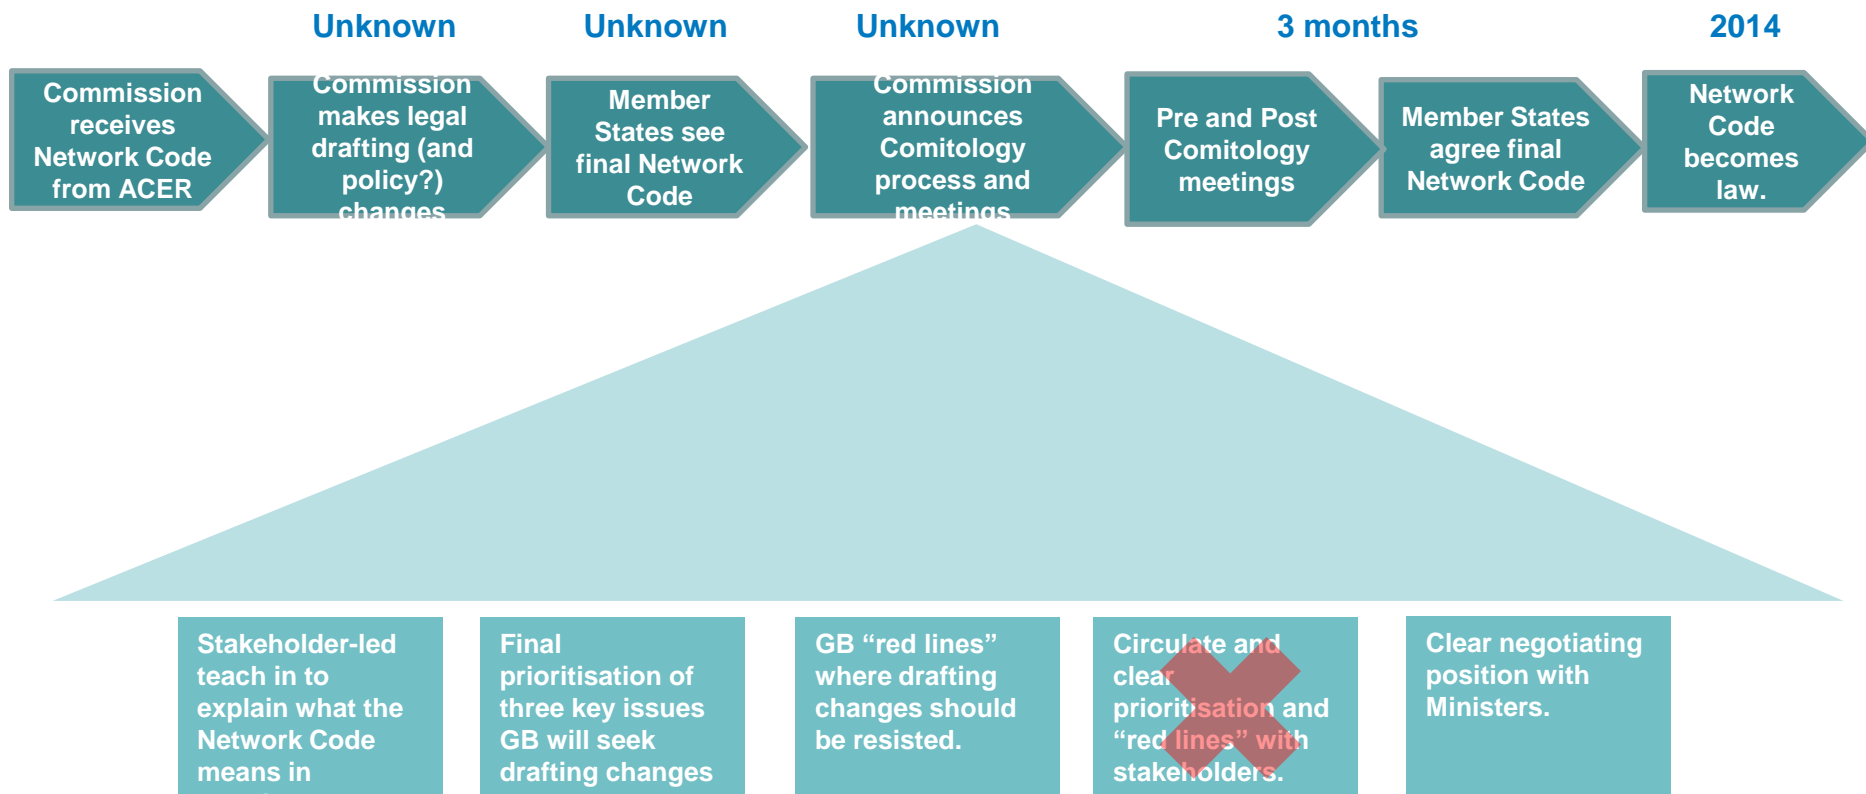 Unknown
Unknown
Unknown
3 months
2014
Commission
receives
Network Code
from ACER
Commission
makes legal
drafting (and
policy?)
changes
Member
States see
final Network
Code
Commission
announces
Comitology
process and
meetings
Pre and Post
Comitology
meetings
Member States
agree final
Network Code
Network
Code
becomes
law.
Stakeholder-led
teach in to
explain what the
Network Code
means in
Final
prioritisation of
three key issues
GB will seek
drafting changes
GB “red lines”
where drafting
changes should
be resisted.
Circulate and
clear
prioritisation and
“red lines” with
stakeholders.
Clear negotiating
position with
Ministers.